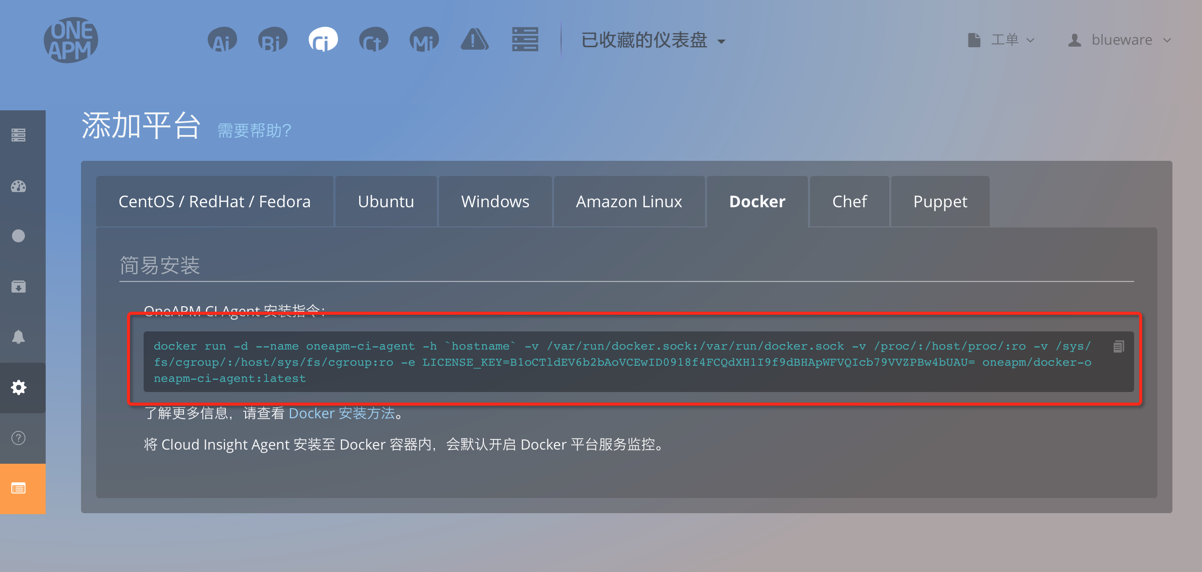 ONE
APM
Ai
Bi
Ci
Ct
Mi
已收藏的仪表盘
工单
blueware
添加平台 需要帮助?
CentOS / RedHat / Fedora
Ubuntu
Windows
Amazon Linux
Docker
Chef
Puppet
简易安装
OneAPM CI Agent 安装指令:
docker run -d --name oneapm-ci-agent -h `hostname` -v /var/run/docker.sock:/var/run/docker.sock -v /proc/:/host/proc/:ro -v /sys/
fs/cgroup/:/host/sys/fs/cgroup:ro -e LICENSE_KEY=BloCTldEV6b2bAoVCEwID09l8f4FCQdXHlI9f9dBHApWFVQIcb79VVZPBw4bUAU= oneapm/docker-o
neapm-ci-agent:latest
了解更多信息，请查看 Docker 安装方法。
将 Cloud Insight Agent 安装至 Docker 容器内，会默认开启 Docker 平台服务监控。